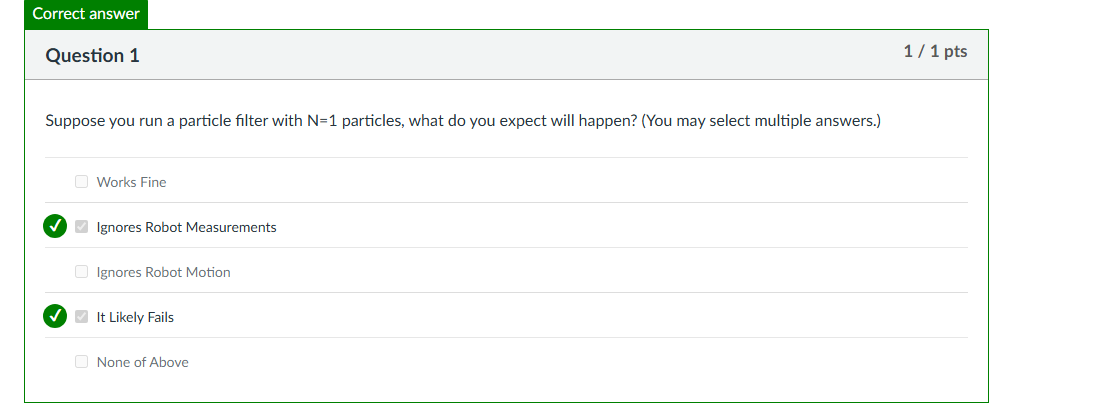 Correct answer
Question 1
1 / 1 pts
Suppose you run a particle filter with N=1 particles, what do you expect will happen? (You may select multiple answers.)
Works Fine
Ignores Robot Measurements
Ignores Robot Motion
It Likely Fails
None of Above